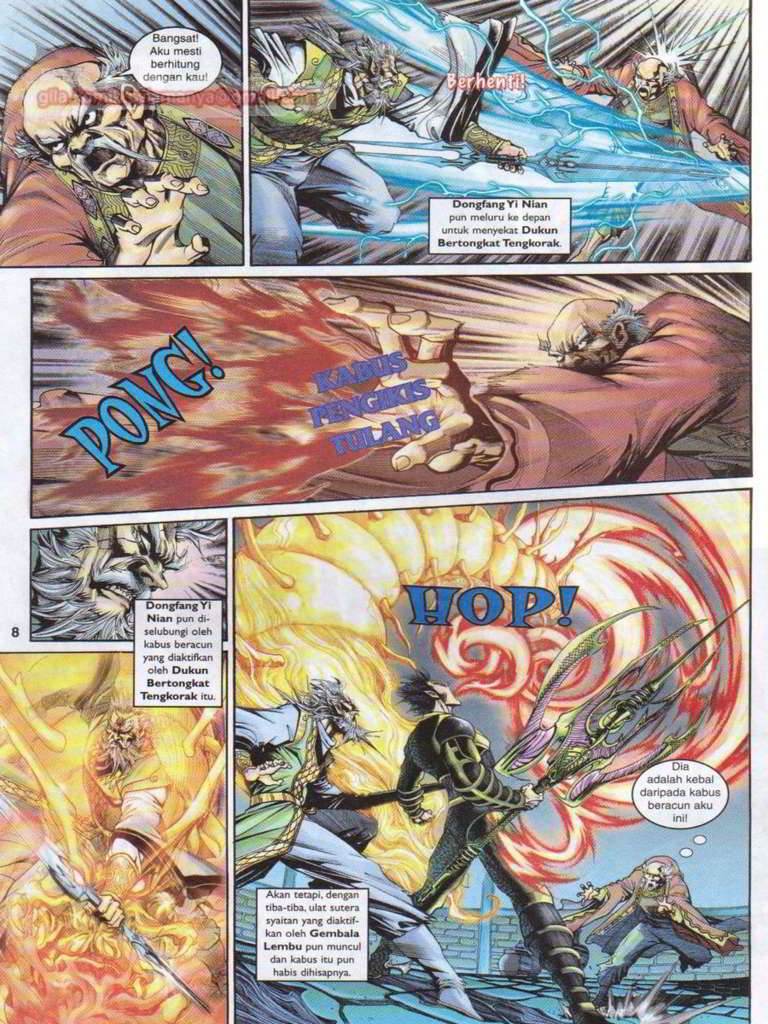 Bangsat!
Aku mesti
berhitung
dengan kau!
Berhenti!
Dongfang Yi Nian
pun meluru ke depan
untuk menyekat Dukun
Bertongkat Tengkorak.
PONG!
KABUS
PENGIKIS
TULANG
Dongfang Yi
Nian pun di-
selubungi oleh
kabus beracun
yang diaktifkan
oleh Dukun
Bertongkat
Tengkorak itu.
8
HOP!
Dia
adalah kebal
daripada kabus
beracun aku
ini!
Akan tetapi, dengan
tiba-tiba, ulat sutera
syaitan yang diaktif-
kan oleh Gembala
Lembu pun muncul
dan kabus itu pun
habis dihisapnya.